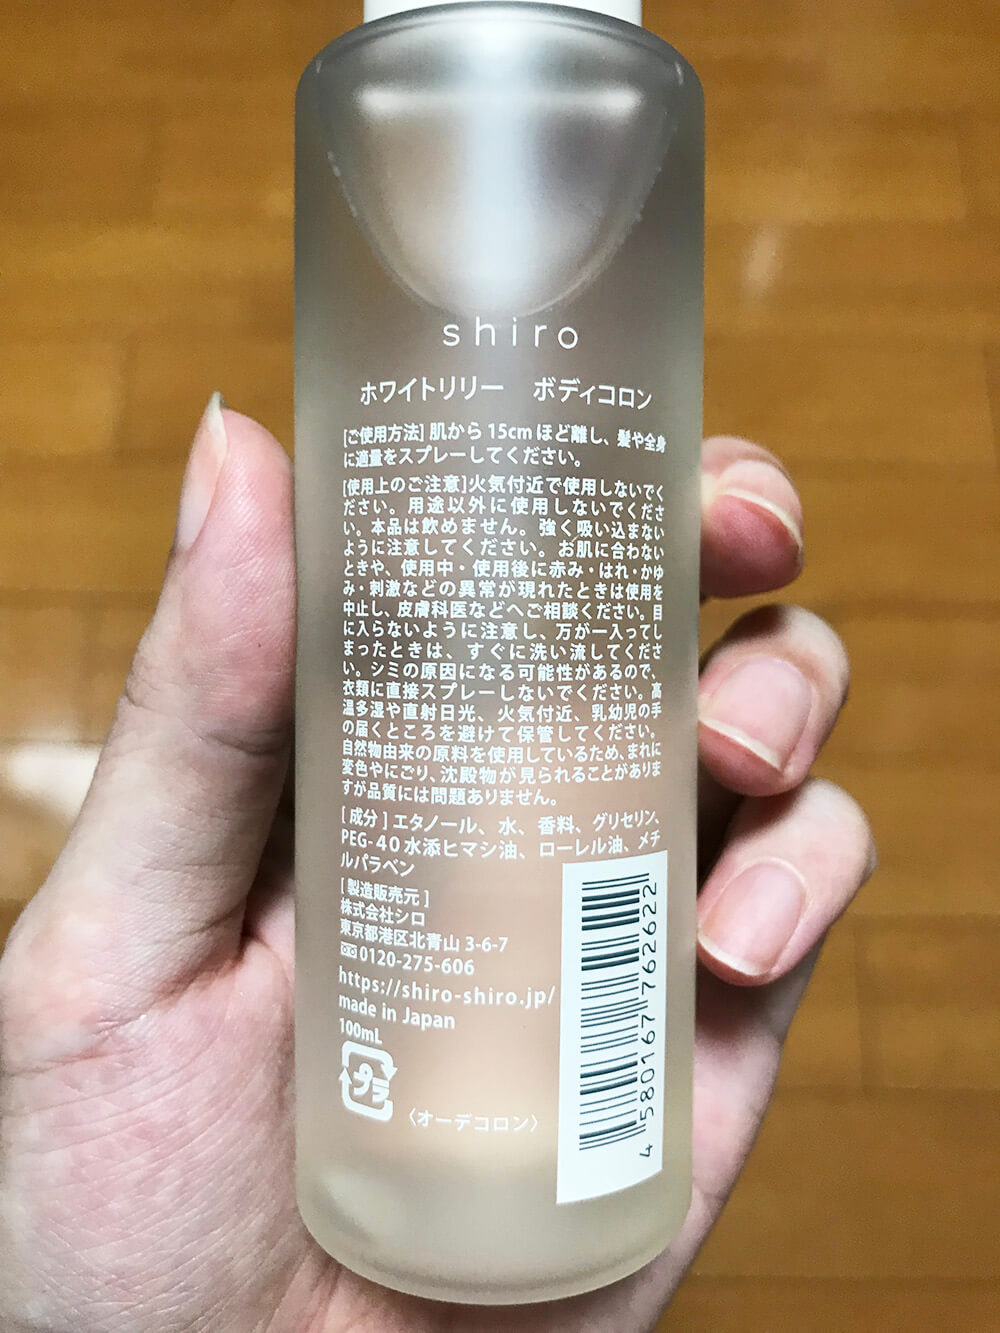 shiro
ホワイトリリー　ボディコロン
[ご使用方法] 肌から 15cm ほど離し、髪や全身
に適量をスプレーしてください。
[使用上のご注意]火気付近で使用しないでく
ださい。用途以外に使用しないでくださ
い。本品は飲めません。強く吸い込まない
ように注意してください。お肌に合わない
ときや、使用中・使用後に赤み・はれ・かゆ
み・刺激などの異常が現れたときは使用を
中止し、皮膚科医などへご相談ください。目
に入らないように注意し、万が一入ってし
まったときは、すぐに洗い流してくださ
い。シミの原因になる可能性があるので、
衣類に直接スプレーしないでください。高
温多湿や直射日光、火気付近、乳幼児の手
の届くところを避けて保管してください。
自然物由来の原料を使用しているため、まれに
変色やにごり、沈殿物が見られることがありま
すが品質には問題ありません。
[ 成分 ] エタノール、水、香料、グリセリン、
PEG-40水添ヒマシ油、ローレル油、メチ
ルパラベン
[ 製造販売元 ]
株式会社シロ
東京都港区北青山 3-6-7
0120-275-606
https://shiro-shiro.jp/
made in Japan
100mL
プラ
〈オーデコロン〉
4 580167 762622